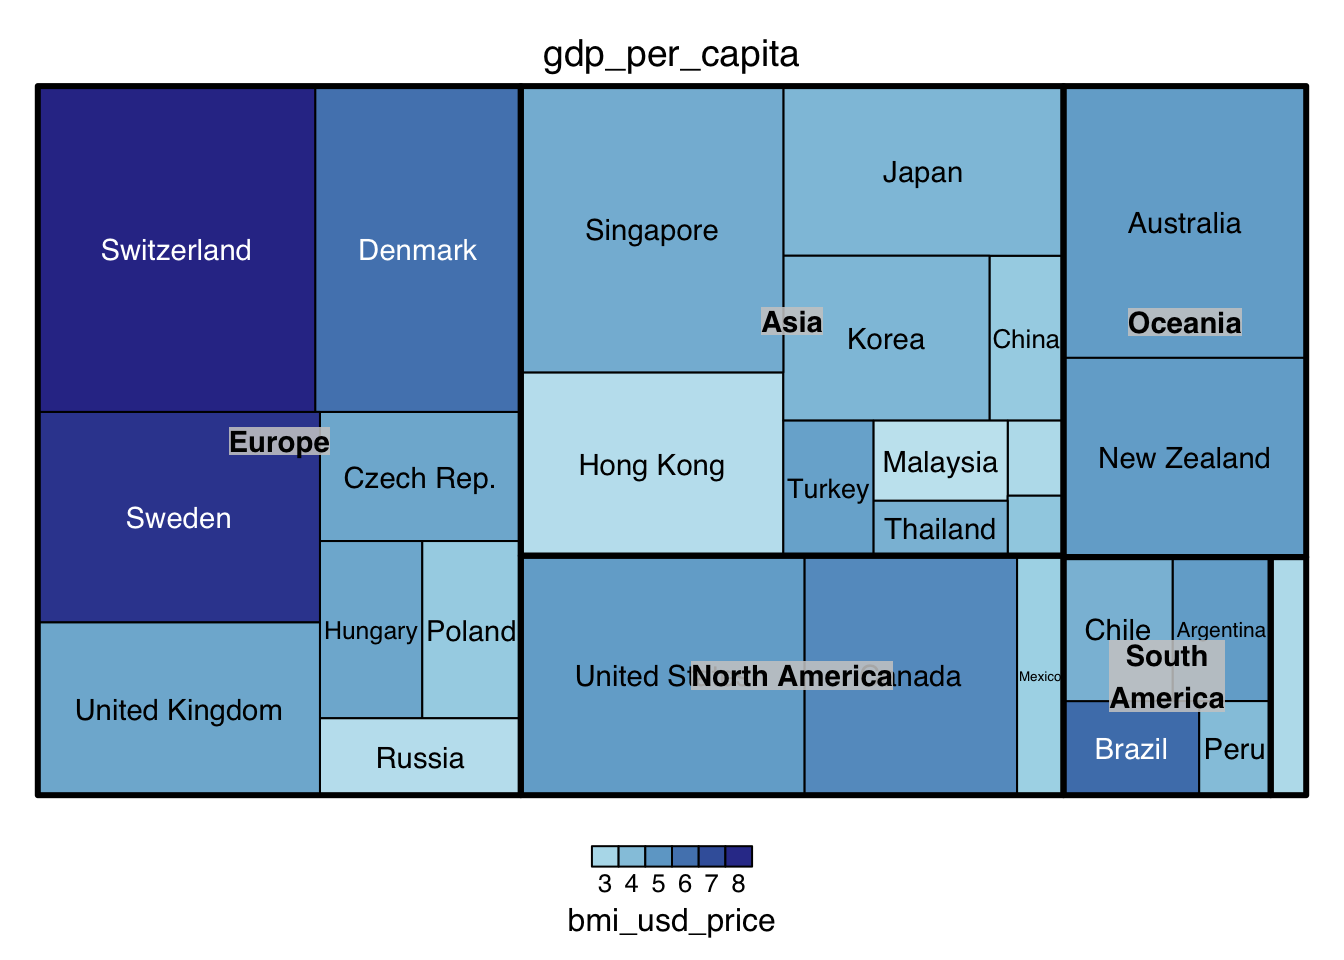 gdp_per_capita
Switzerland
Denmark
Singapore
Japan
Australia
Asia
Korea
China
Oceania
Europe
Czech Rep.
Sweden
Hong Kong
Turkey
Malaysia
Thailand
New Zealand
Hungary
Poland
United Kingdom
Russia
United
North America
Mexico
Chile
Argentina
South
America
Brazil
Peru
3 4 5 6 7 8
bmi_usd_price